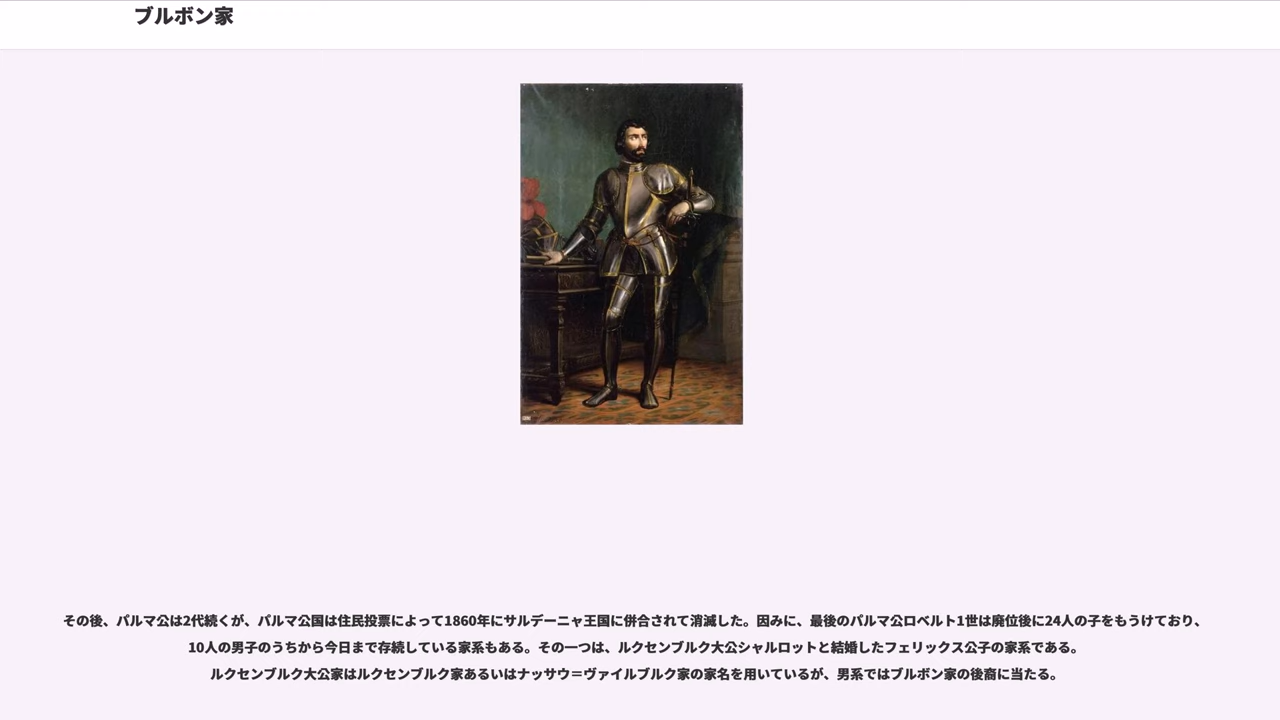 ブルボン家
その後、パルマ公は2代続くが、パルマ公国は住民投票によって1860年にサルデーニャ王国に併合されて消滅した。因みに、最後のパルマ公ロベルト1世は廃位後に24人の子をもうけており、
10人の男子のうちから今日まで存続している家系もある。その一つは、ルクセンブルク大公シャルロットと結婚したフェリックス公子の家系である。
ルクセンブルク大公家はルクセンブルク家あるいはナッサウ＝ヴァイルブルク家の家名を用いているが、男系ではブルボン家の後裔に当たる。